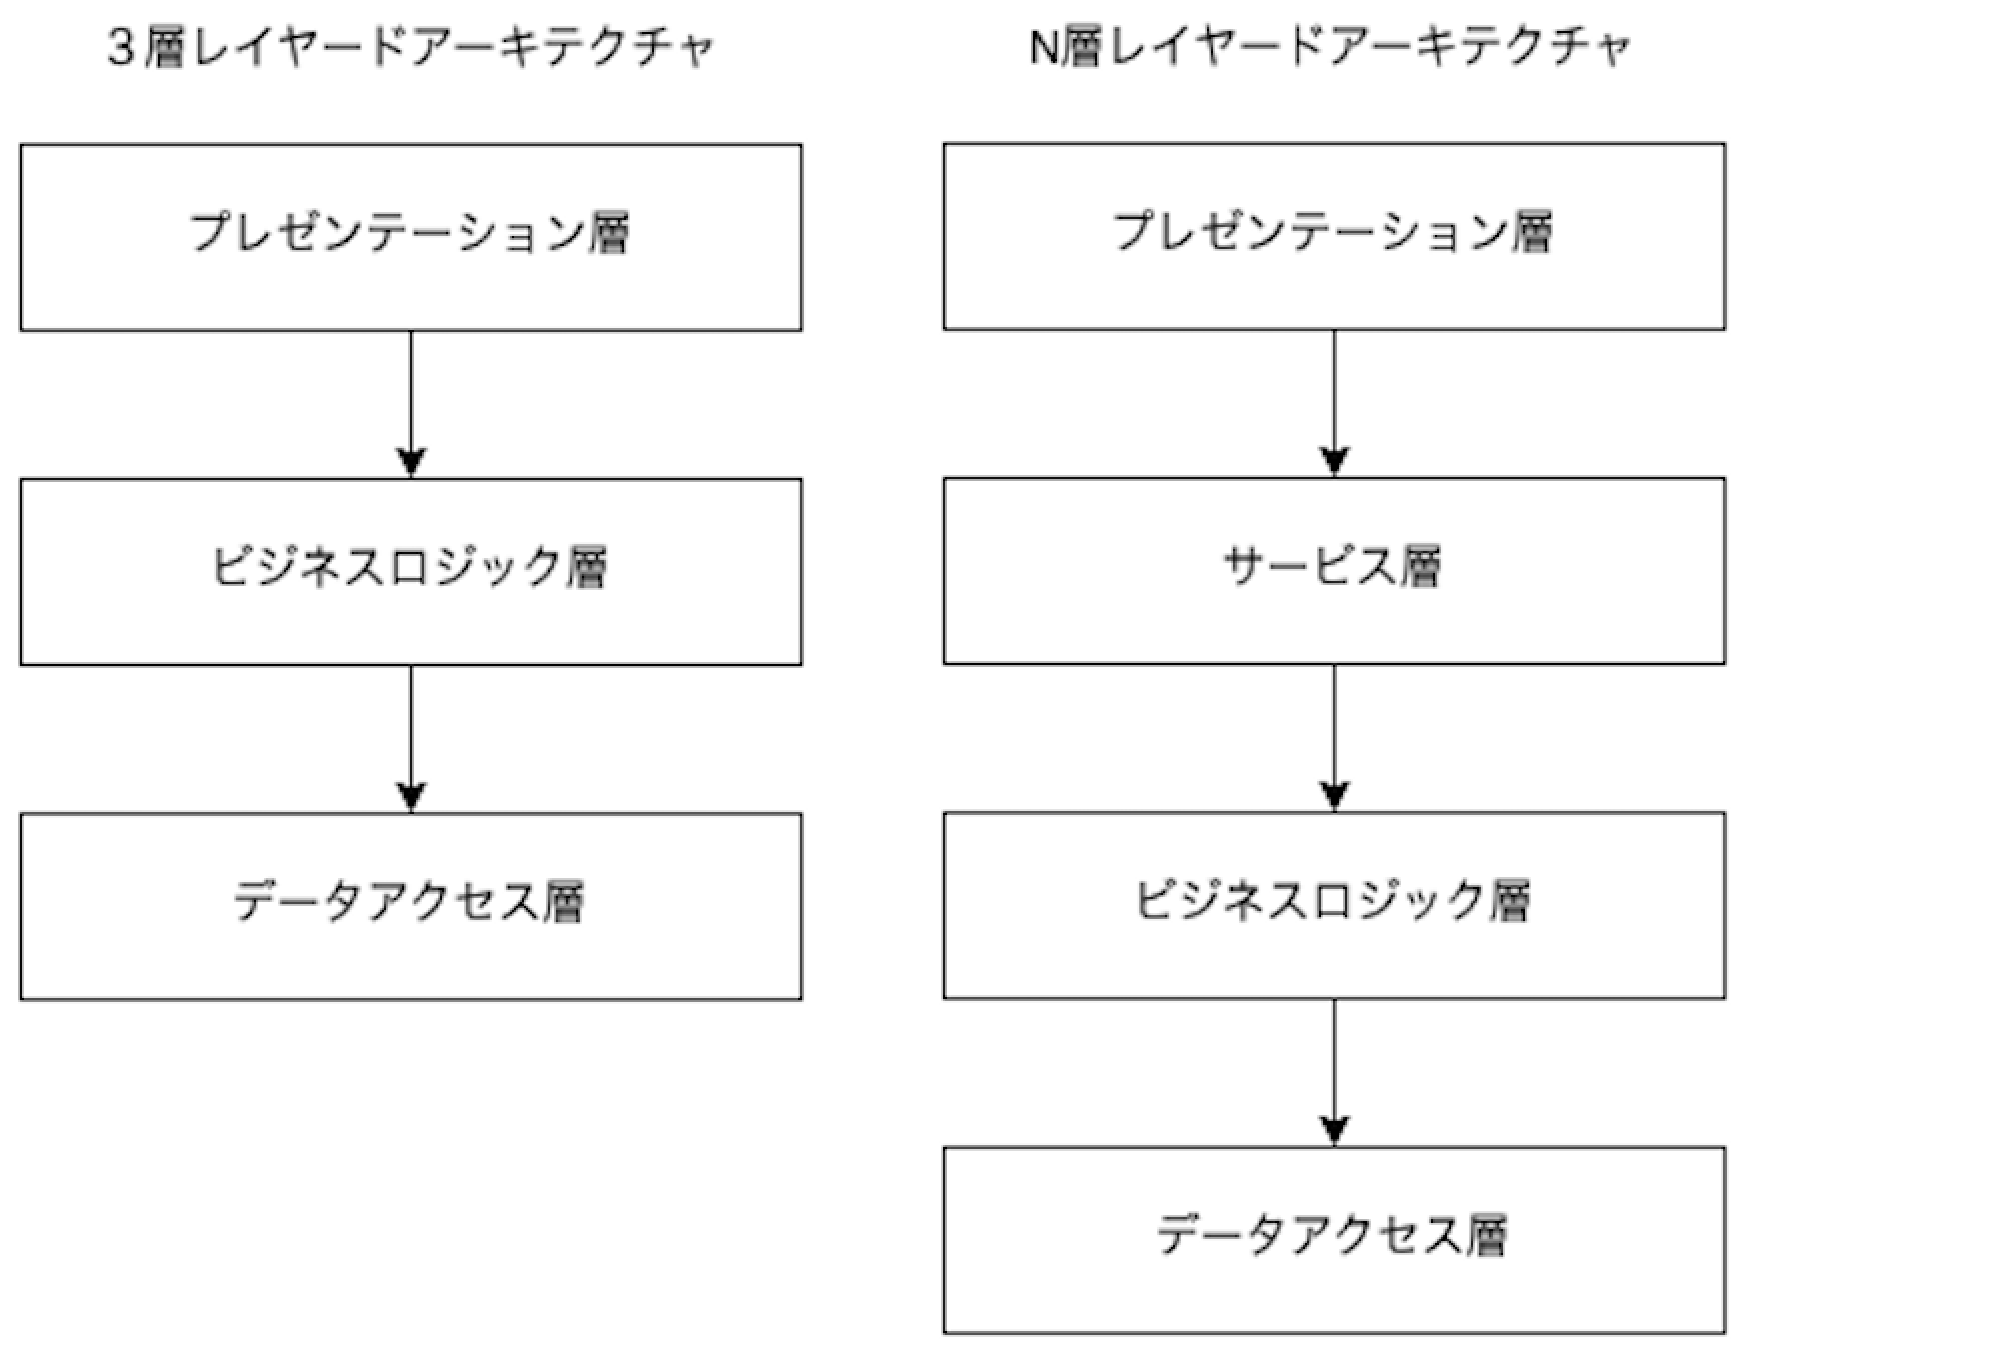 ３層レイヤードアーキテクチャ
プレゼンテーション層
ビジネスロジック層
データアクセス層
N層レイヤードアーキテクチャ
プレゼンテーション層
サービス層
ビジネスロジック層
データアクセス層